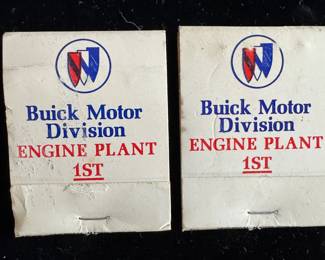 Buick Motor
Division
ENGINE PLANT
1ST
Buick Motor
Division
ENGINE PLANT
1ST